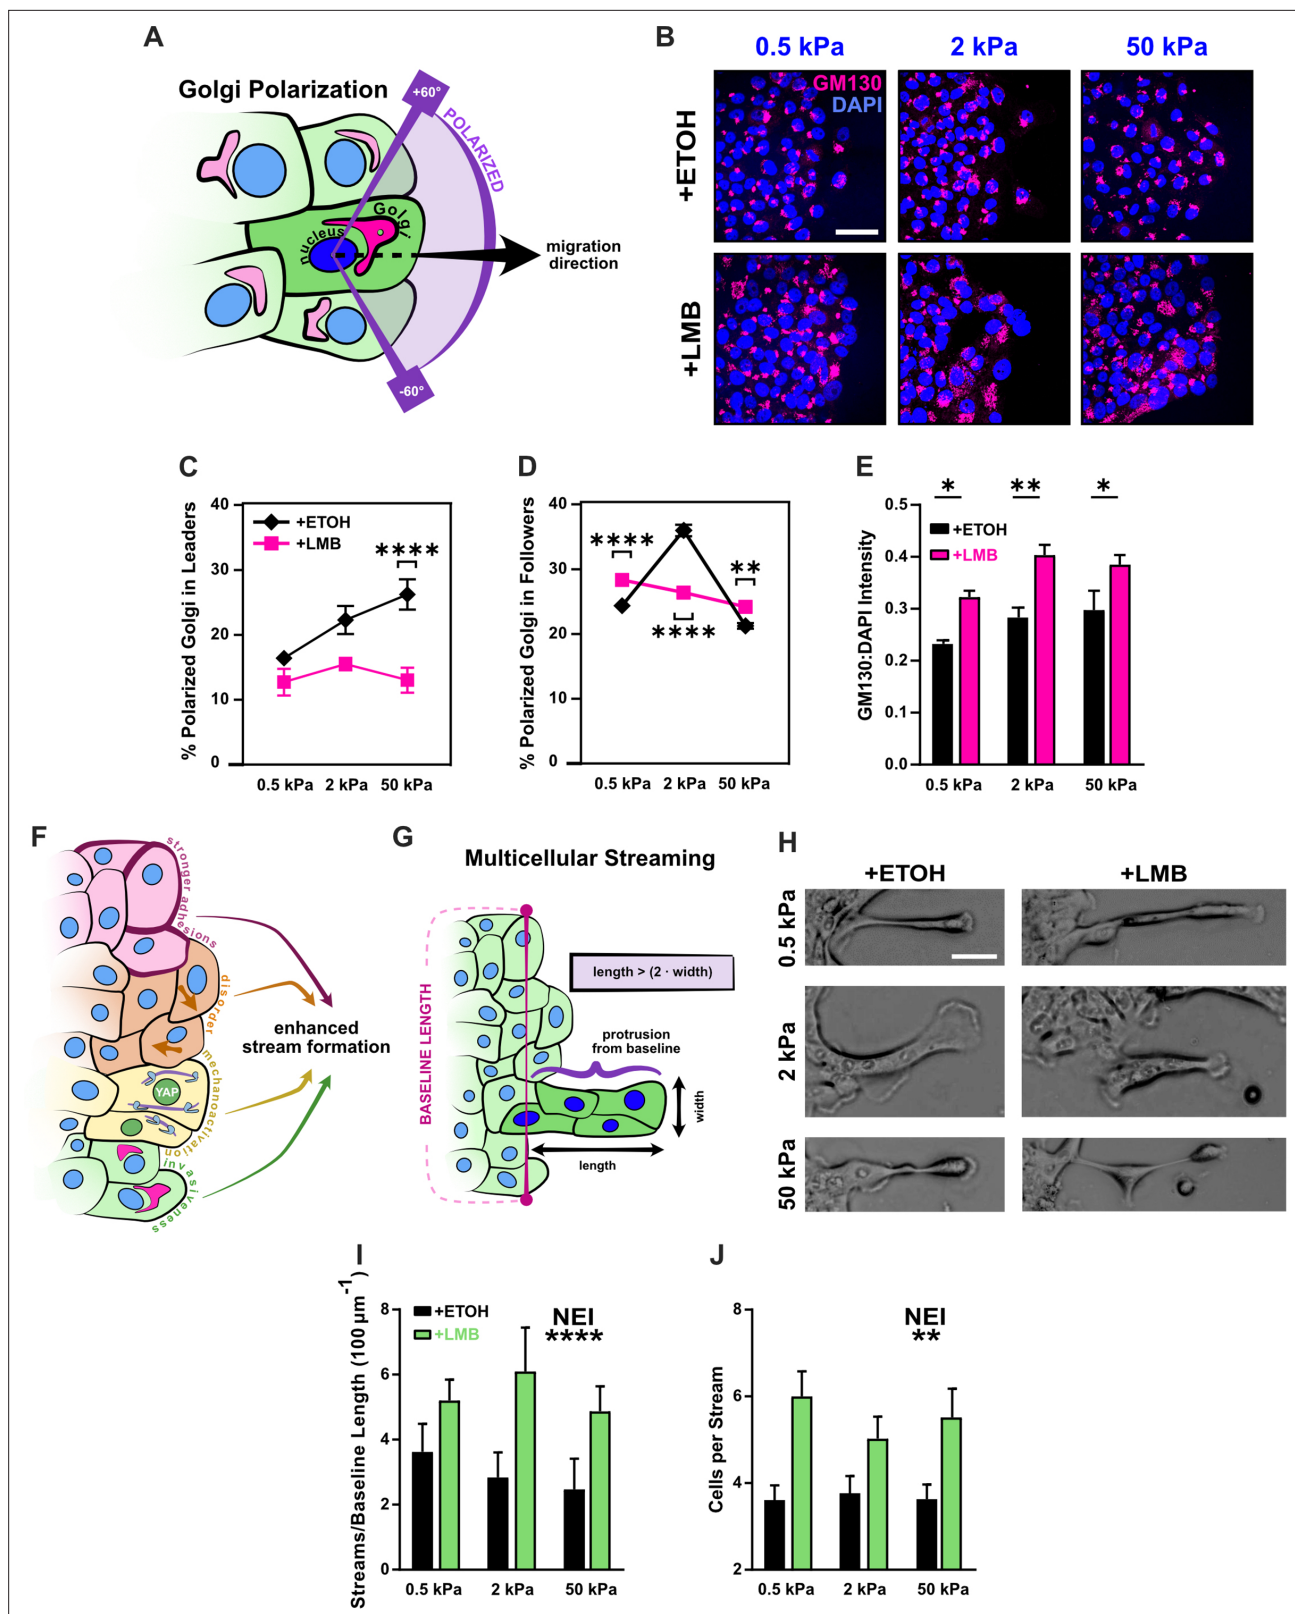 A
Golgi Polarization
+60°
POLARIZED
Golgi
nucleus
migration
direction
-60°
B
0.5 kPa
2 kPa
50 kPa
GM130
DAPI
+ETOH
+LMB
C
% Polarized Golgi in Leaders
40
30
20
10
0
+ETOH
+LMB
****
0.5 kPa
2 kPa
50 kPa
D
% Polarized Golgi in Followers
40
30
20
10
0
****
****
**
0.5 kPa
2 kPa
50 kPa
E
GM130:DAPI Intensity
0.5
0.4
0.3
0.2
0.1
0.0
*
**
*
+ETOH
+LMB
0.5 kPa
2 kPa
50 kPa
F
stronger adhesions
disorder
mechanoactivation
invasiveness
YAP
enhanced
stream formation
G
Multicellular Streaming
BASELINE LENGTH
length > (2 · width)
protrusion
from baseline
width
length
H
+ETOH
+LMB
0.5 kPa
2 kPa
50 kPa
I
Streams/Baseline Length (100 µm⁻¹)
8
6
4
2
0
+ETOH
+LMB
NEI
****
0.5 kPa
2 kPa
50 kPa
J
Cells per Stream
8
6
4
2
NEI
**
0.5 kPa
2 kPa
50 kPa